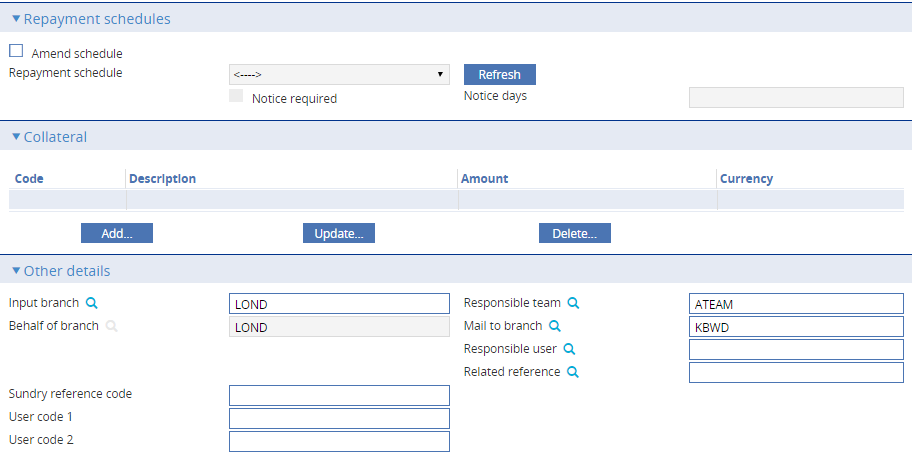 Repayment schedules
Amend schedule
Repayment schedule <----> Refresh
Notice required Notice days
Collateral
Code Description Amount Currency
Add... Update... Delete...
Other details
Input branch LOND Responsible team ATEAM
Behalf of branch LOND Mail to branch KBWD
Responsible user
Related reference
Sundry reference code
User code 1
User code 2